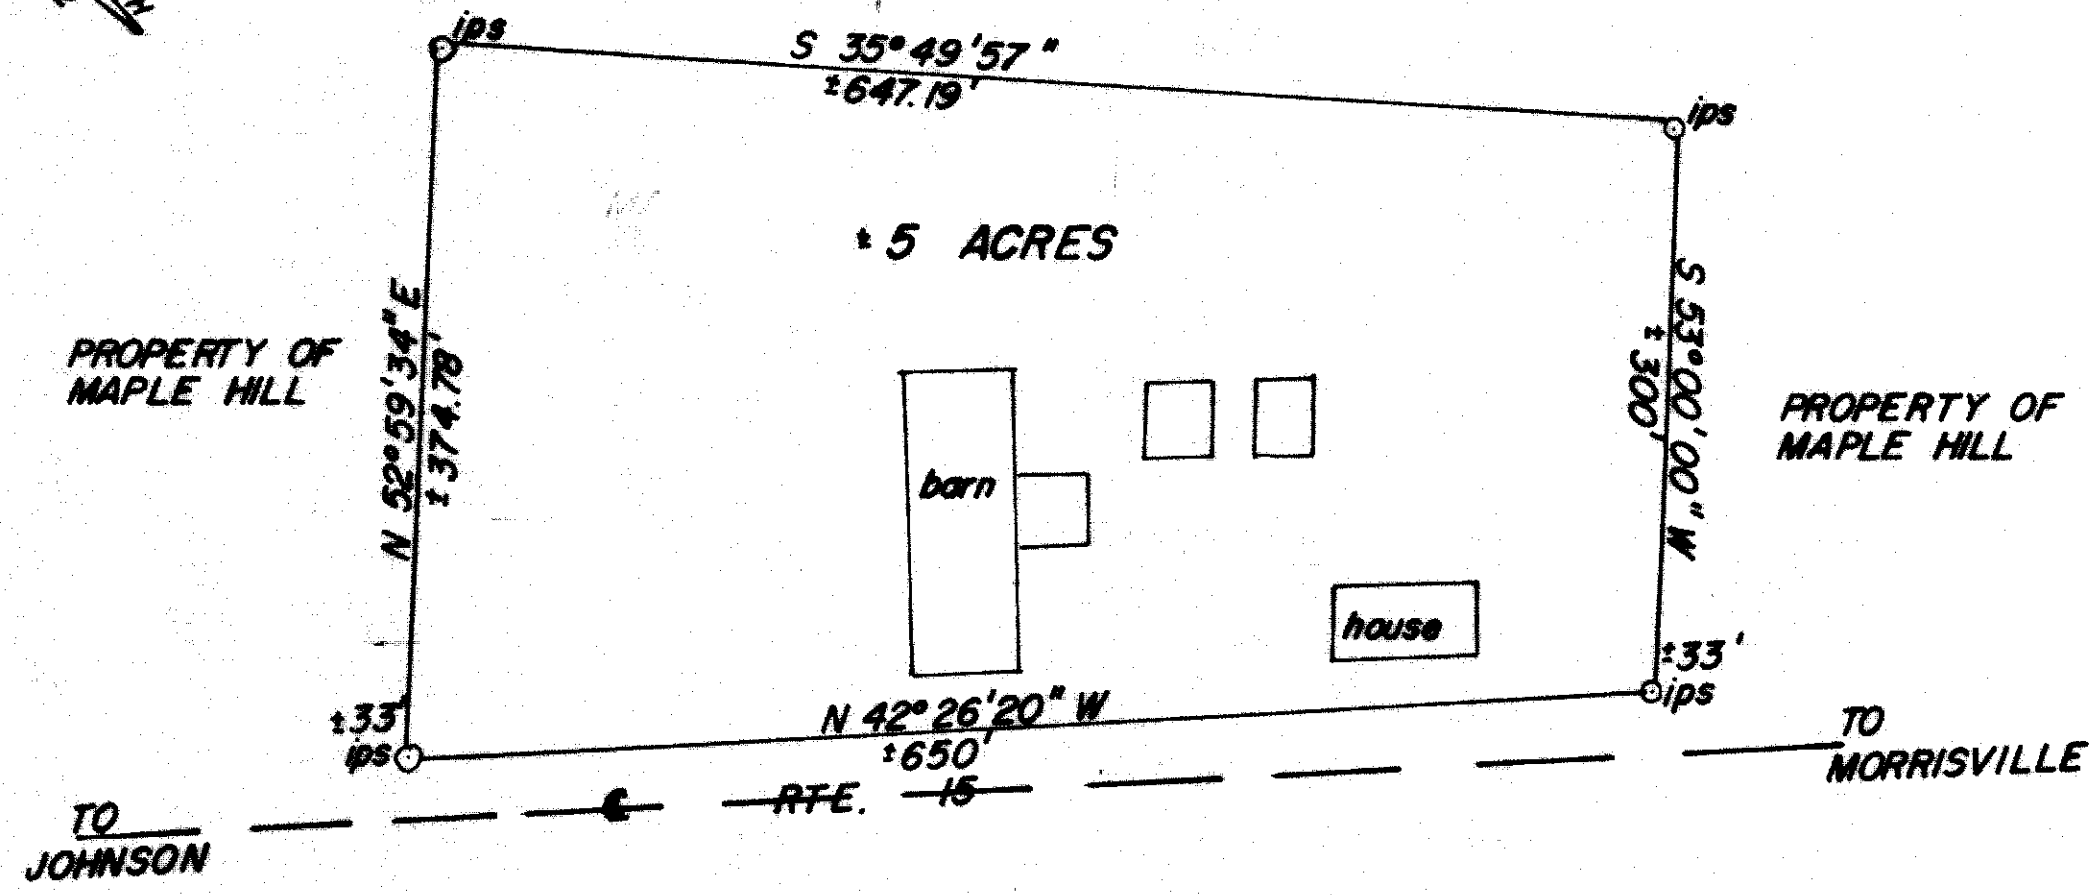 ips
S 35° 49' 57"
±647.19'
ips
± 5 ACRES
N 52° 59' 34" E
± 374.78'
S 53° 00' 00" W
± 300'
PROPERTY OF
MAPLE HILL
PROPERTY OF
MAPLE HILL
barn
house
±33'
ips
±33'
ips
N 42° 26' 20" W
±650'
TO
MORRISVILLE
℄ RTE. 15
TO
JOHNSON